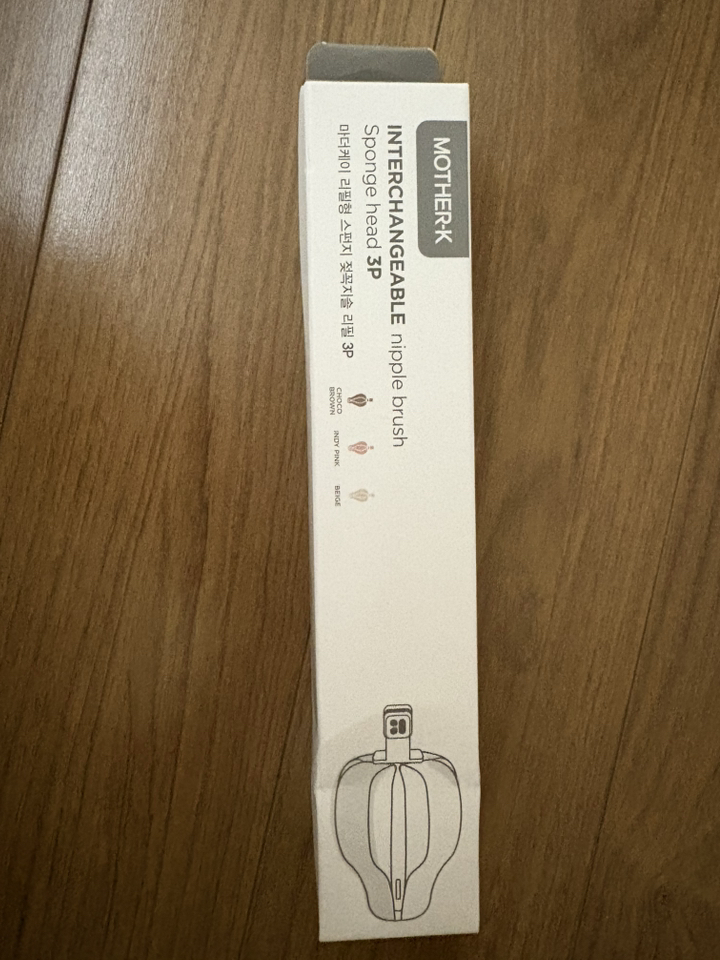 MOTHER-K
INTERCHANGEABLE nipple brush
Sponge head 3P
마더케이 리필형 스펀지 젖꼭지솔 리필 3P
CHOCO
BROWN
INDY PINK
BEIGE